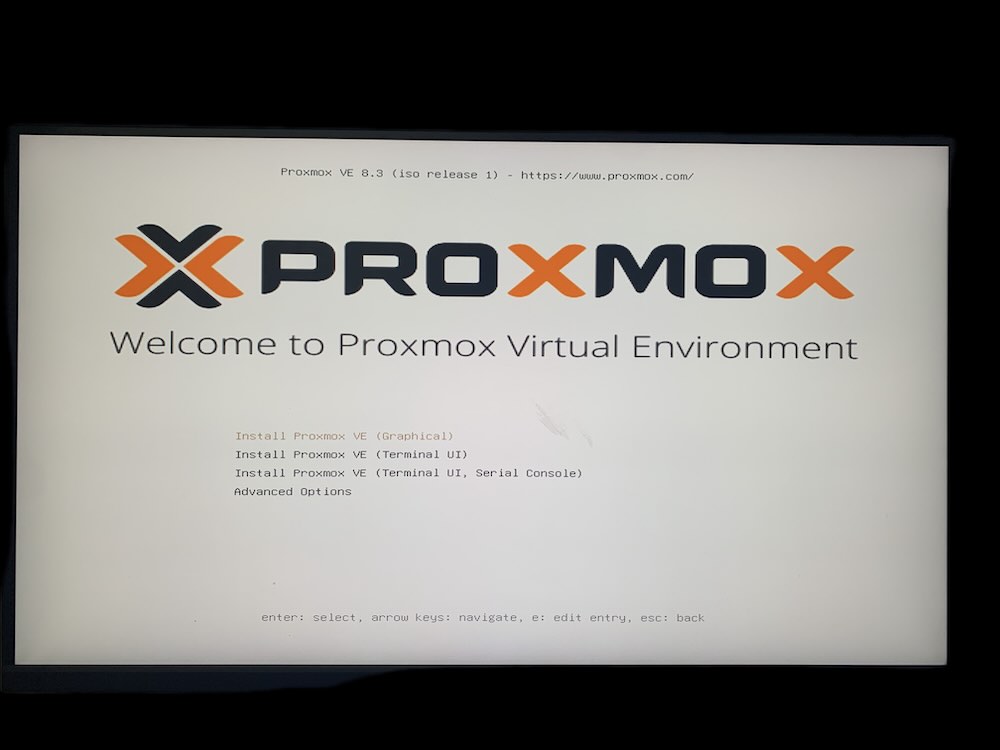 Proxmox VE 8.3 (iso release 1) - https://www.proxmox.com/
PROXMOX
Welcome to Proxmox Virtual Environment
Install Proxmox VE (Graphical)
Install Proxmox VE (Terminal UI)
Install Proxmox VE (Terminal UI, Serial Console)
Advanced Options
enter: select, arrow keys: navigate, e: edit entry, esc: back